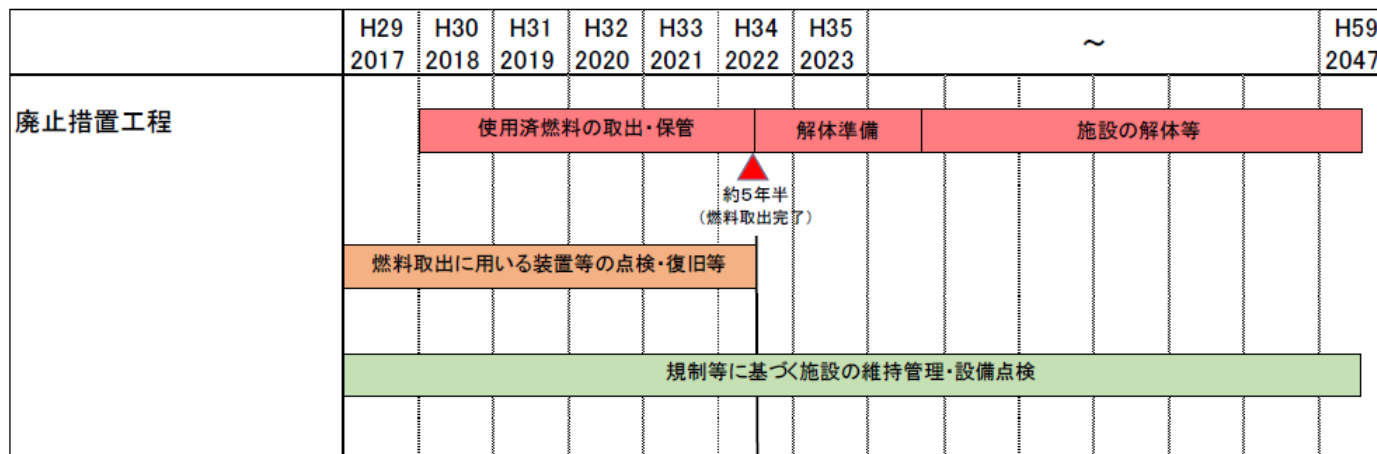 H29 H30 H31 H32 H33 H34 H35 ～ H59
2017 2018 2019 2020 2021 2022 2023 2047
廃止措置工程
使用済燃料の取出・保管 解体準備 施設の解体等
約5年半
（燃料取出完了）
燃料取出に用いる装置等の点検・復旧等
規制等に基づく施設の維持管理・設備点検